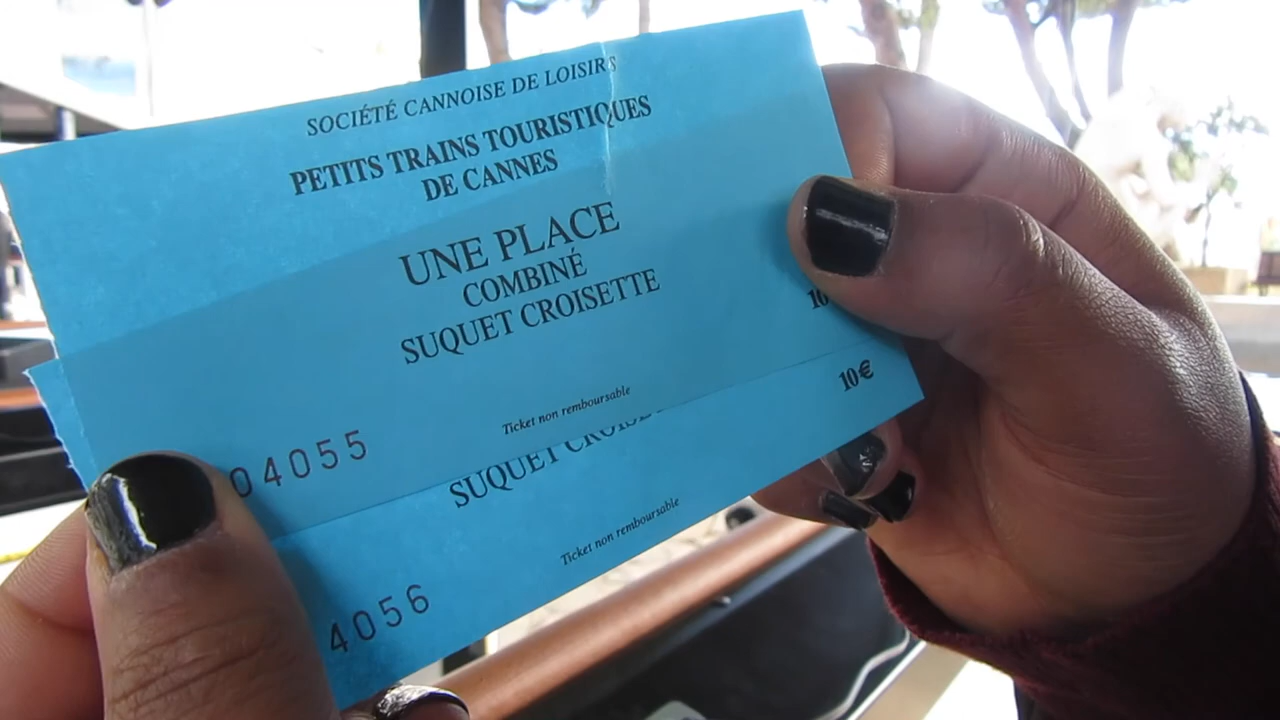 SOCIÉTÉ CANNOISE DE LOISIRS
PETITS TRAINS TOURISTIQUES
DE CANNES
UNE PLACE
COMBINÉ
SUQUET CROISETTE
10
Ticket non remboursable
04055
10€
SUQUET CROISETTE
Ticket non remboursable
4056